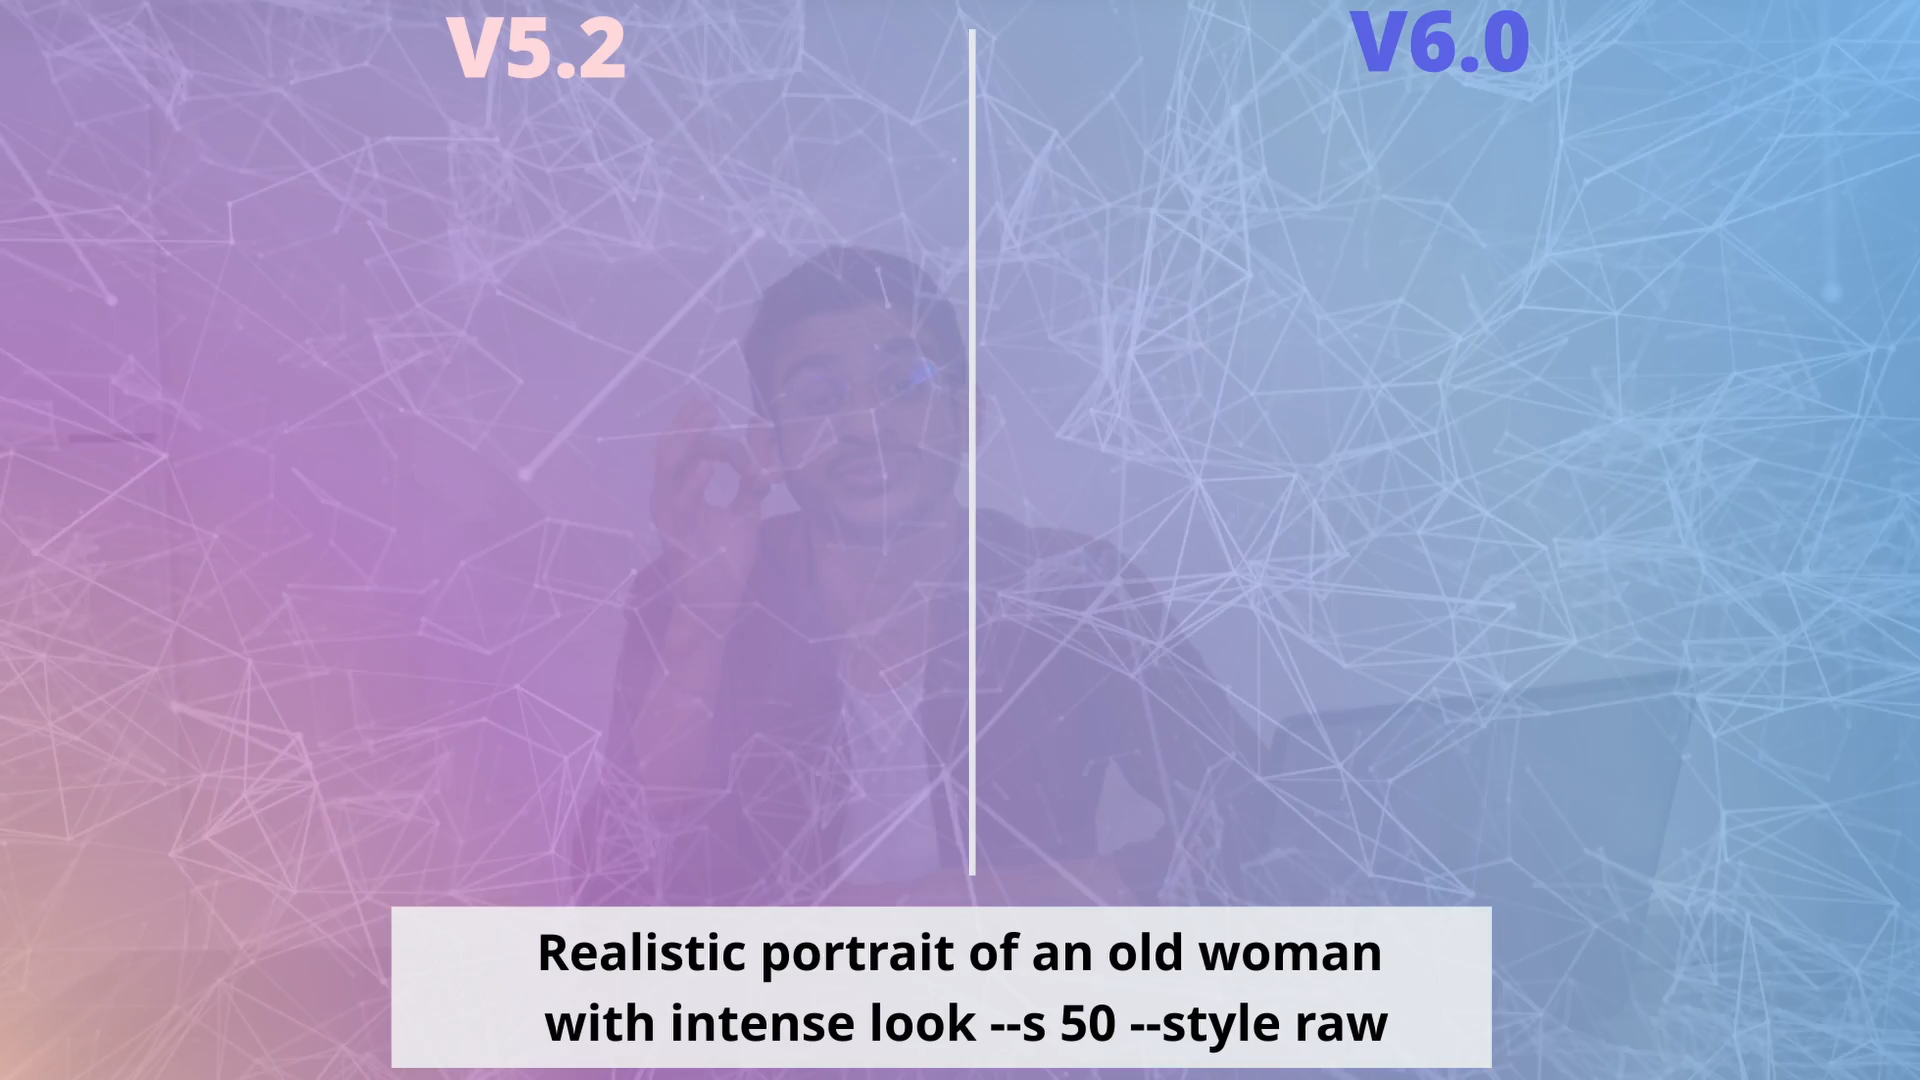 V5.2
V6.0
Realistic portrait of an old woman
with intense look --s 50 --style raw